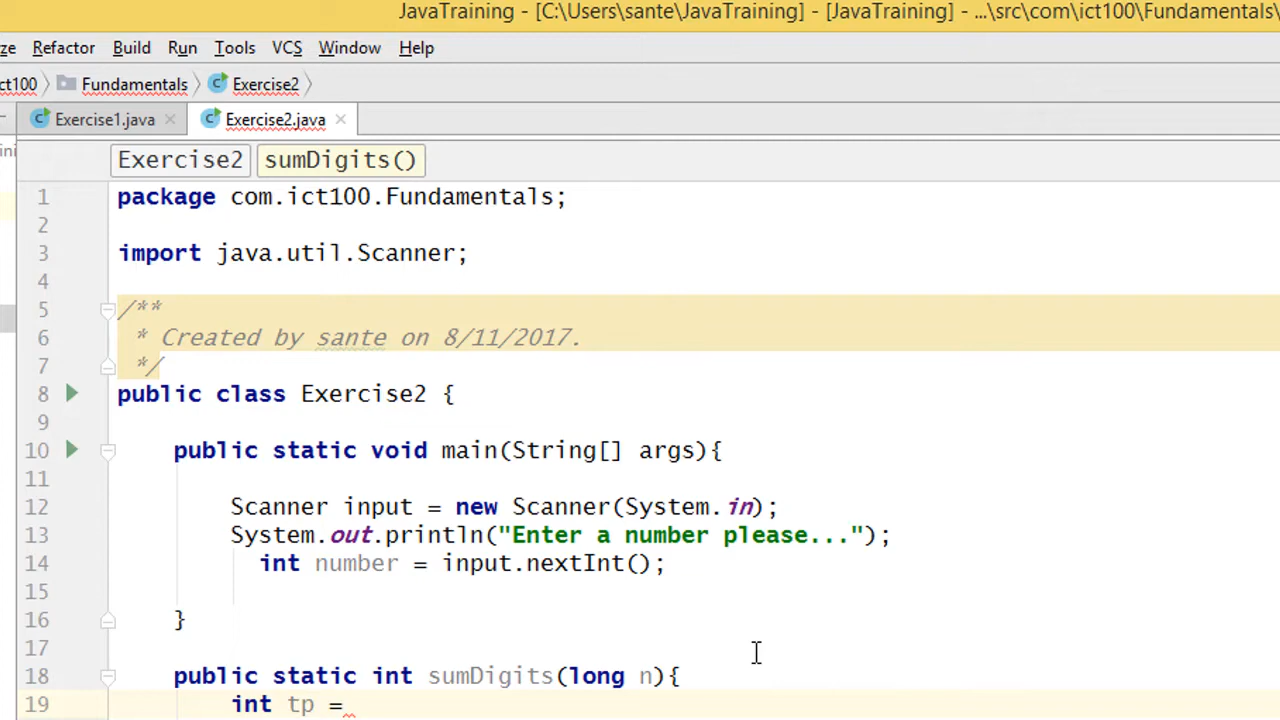 JavaTraining - [C:\Users\sante\JavaTraining] - [JavaTraining] - ...\src\com\ict100\Fundamentals\
ze Refactor Build Run Tools VCS Window Help
ct100 Fundamentals Exercise2
Exercise1.java Exercise2.java
Exercise2 sumDigits()
1 package com.ict100.Fundamentals;
2
3 import java.util.Scanner;
4
5 /**
6 * Created by sante on 8/11/2017.
7 */
8 public class Exercise2 {
9
10 public static void main(String[] args){
11
12 Scanner input = new Scanner(System.in);
13 System.out.println("Enter a number please...");
14 int number = input.nextInt();
15
16 }
17
18 public static int sumDigits(long n){
19 int tp =